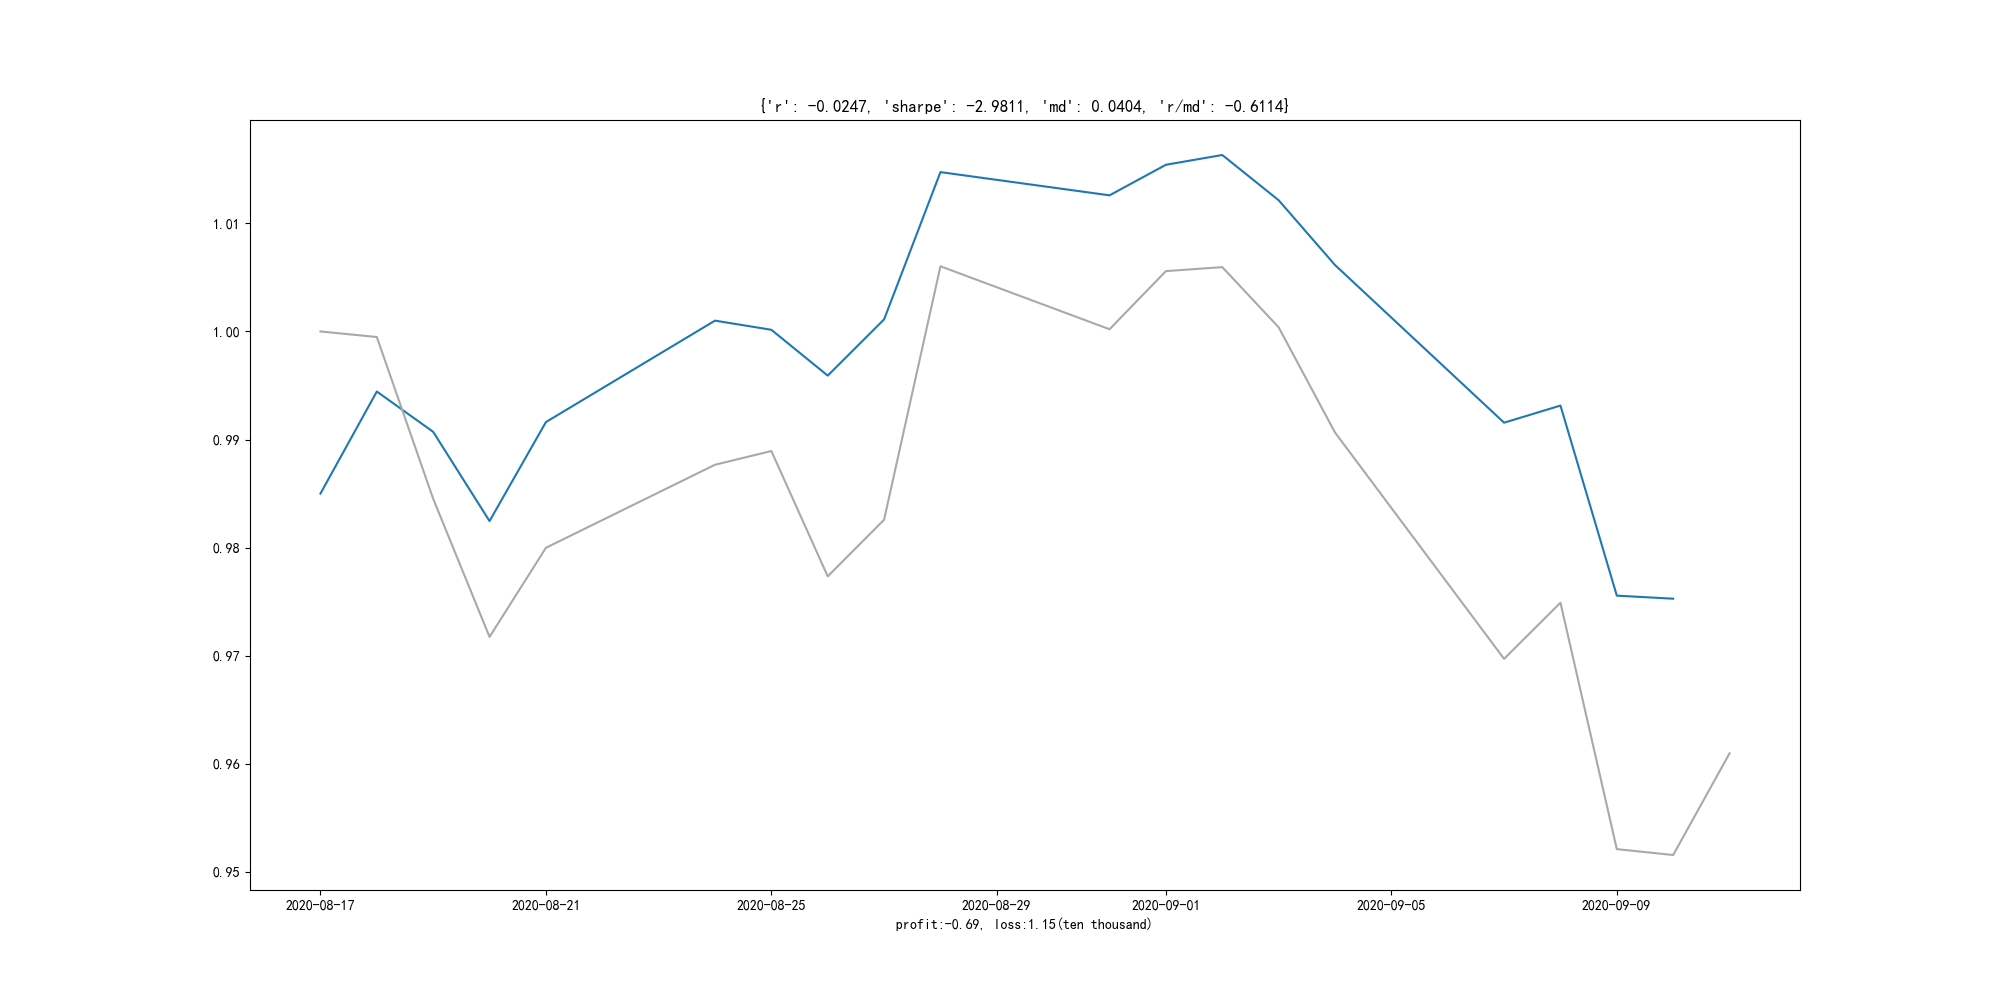 {'r': -0.0247, 'sharpe': -2.9811, 'md': 0.0404, 'r/md': -0.6114}
1.01
1.00
0.99
0.98
0.97
0.96
0.95
2020-08-17 2020-08-21 2020-08-25 2020-08-29 2020-09-01 2020-09-05 2020-09-09
profit:-0.69, loss:1.15(ten thousand)